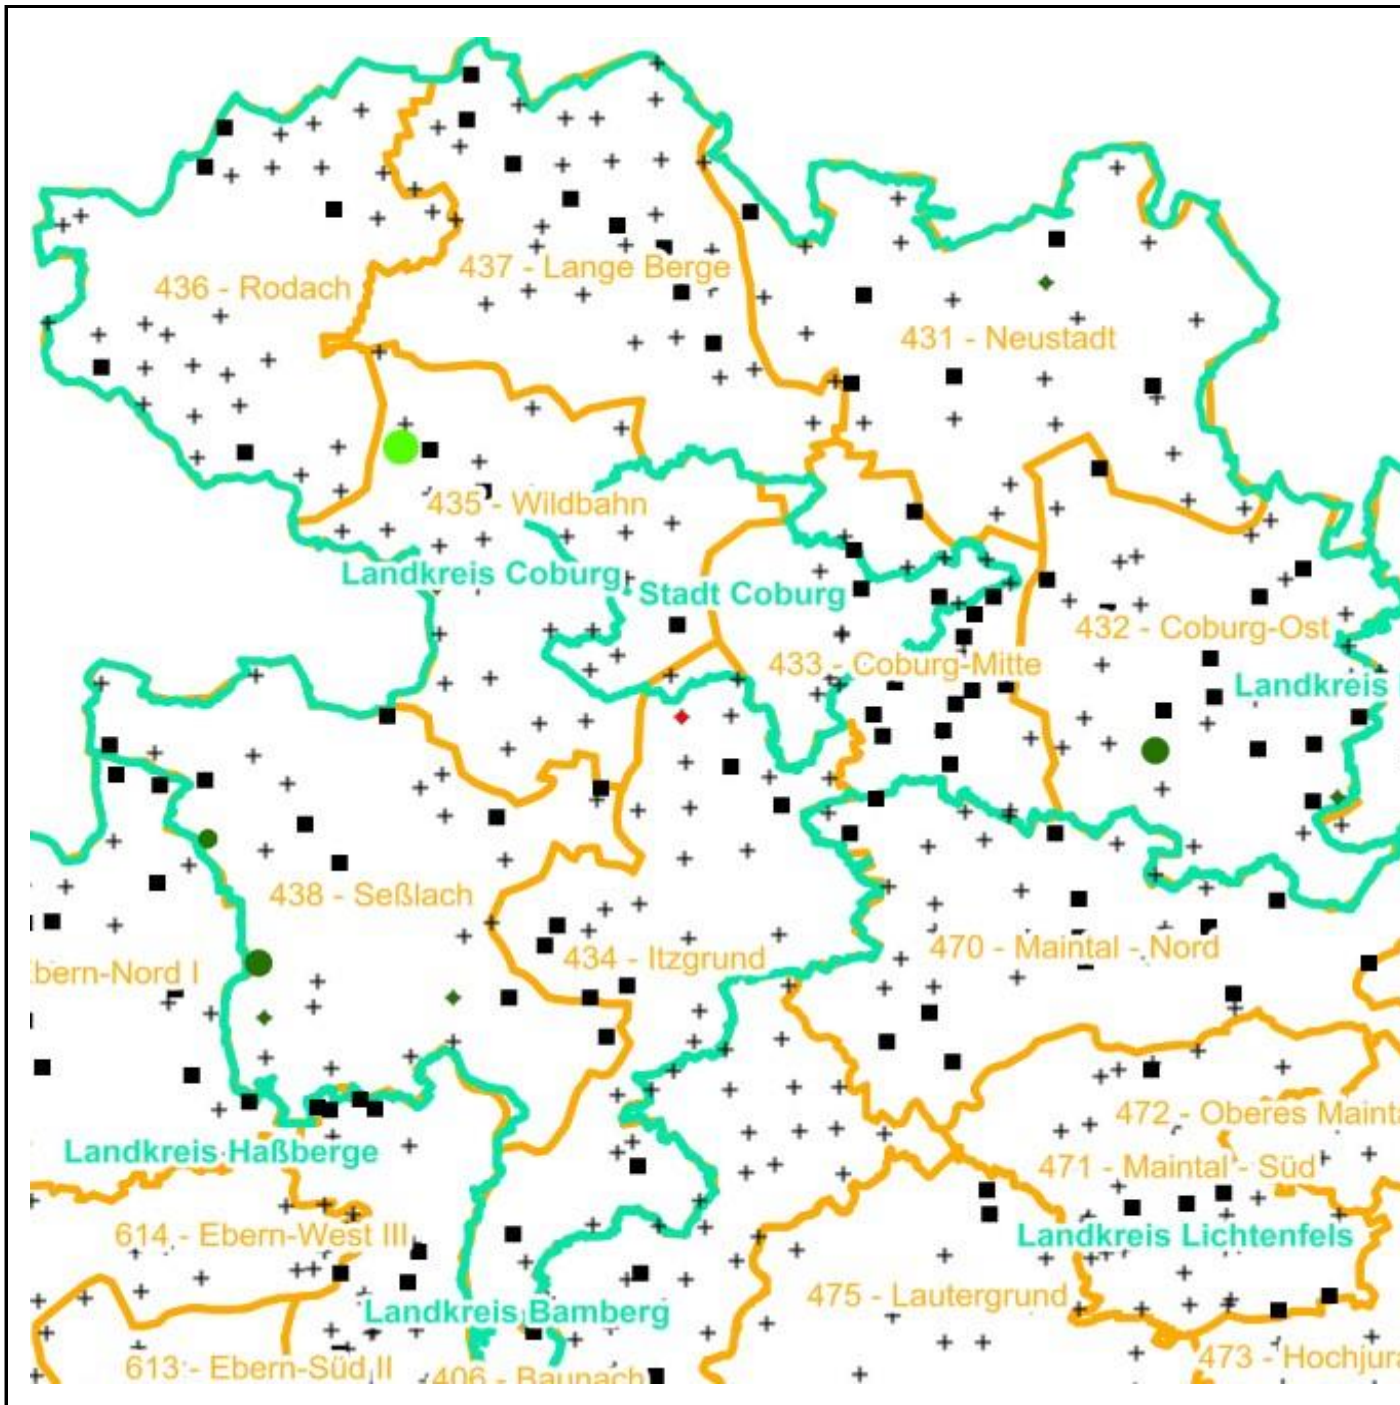 437 - Lange Berge
436 - Rodach
431 - Neustadt
435 - Wildbahn
Landkreis Coburg
Stadt Coburg
432 - Coburg-Ost
433 - Coburg-Mitte
Landkreis
438 - Seßlach
470 - Maintal - Nord
434 - Itzgrund
bern-Nord I
472 - Oberes Mainta
Landkreis Haßberge
471 - Maintal - Süd
614 - Ebern-West III
Landkreis Lichtenfels
475 - Lautergrund
Landkreis Bamberg
473 - Hochjura
613 - Ebern-Süd II
406 - Baunach